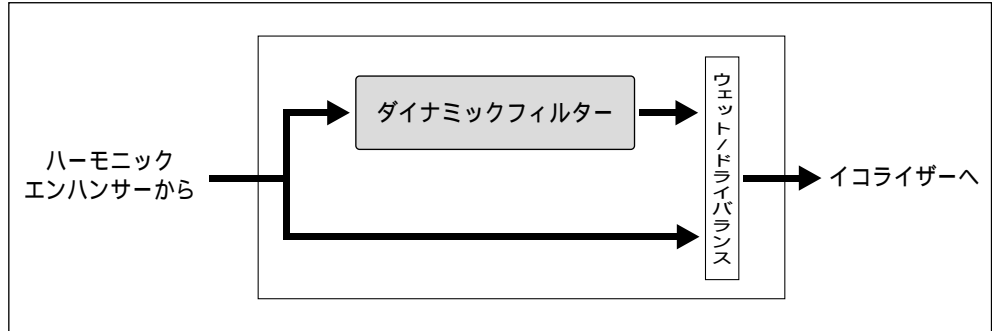 ハーモニック
エンハンサーから
ダイナミックフィルター
ウェット/ドライバランス
イコライザーへ